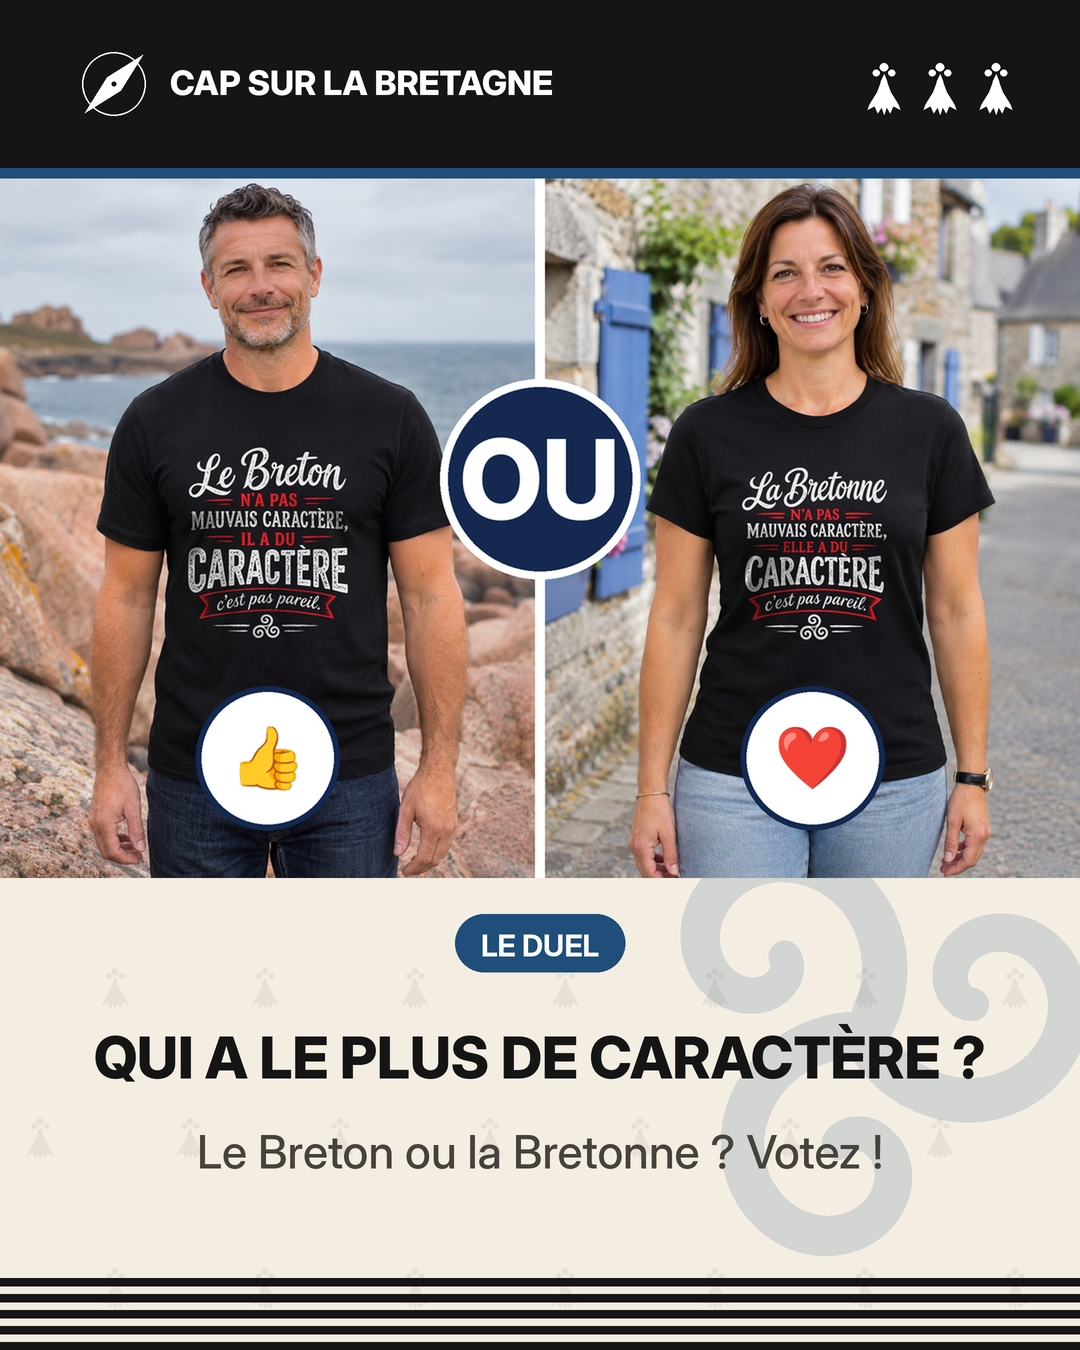 CAP SUR LA BRETAGNE
Le Breton
N'A PAS
MAUVAIS CARACTÈRE,
IL A DU
CARACTÈRE
c'est pas pareil.
OU
La Bretonne
N'A PAS
MAUVAIS CARACTÈRE,
ELLE A DU
CARACTÈRE
c'est pas pareil.
LE DUEL
QUI A LE PLUS DE CARACTÈRE ?
Le Breton ou la Bretonne ? Votez !